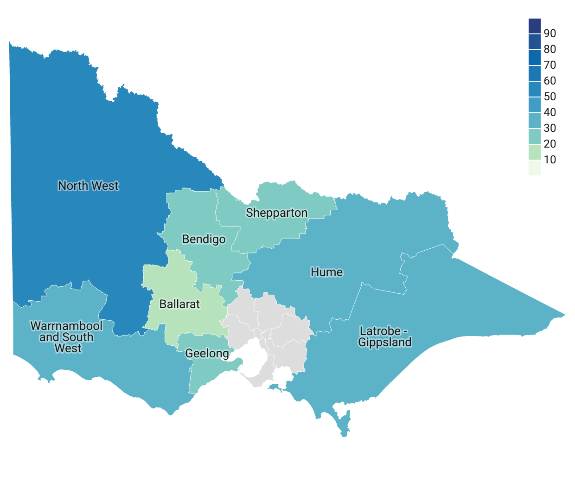 90
80
70
60
50
40
30
20
10
North West
Shepparton
Bendigo
Hume
Ballarat
Warrnambool
and South
West
Latrobe -
Gippsland
Geelong